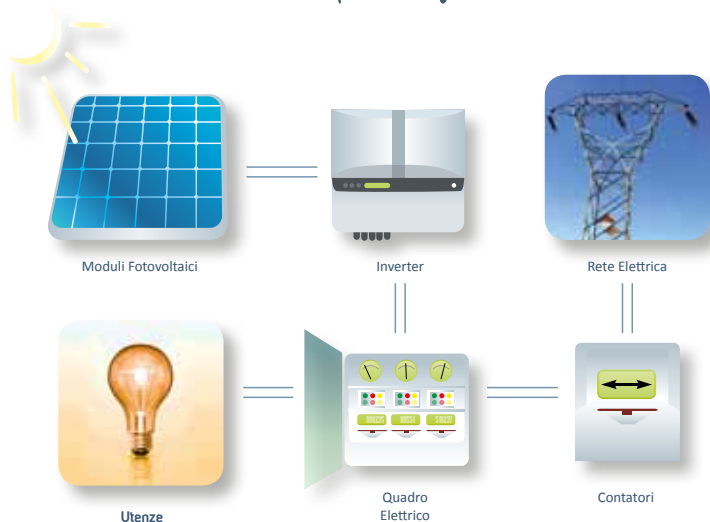 Moduli Fotovoltaici
Inverter
Rete Elettrica
Utenze
Quadro
Elettrico
Contatori